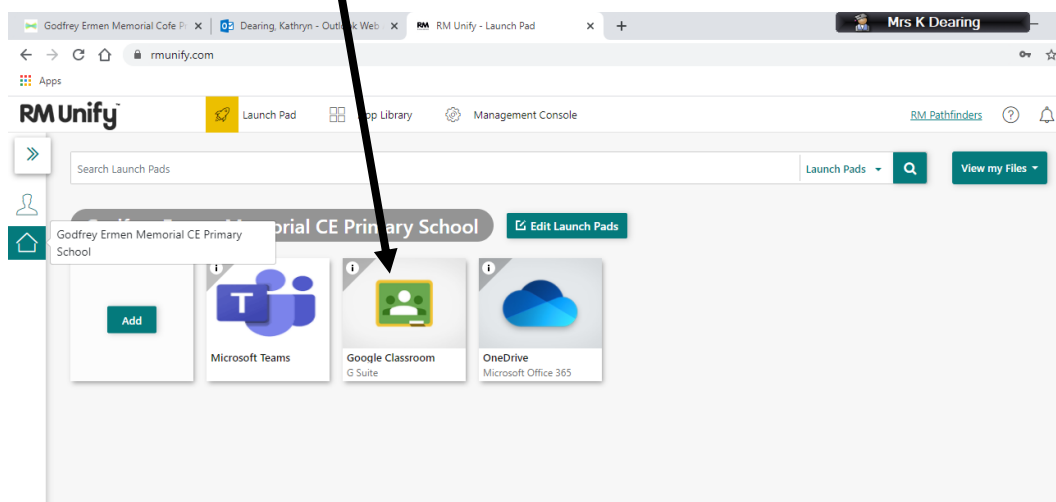 Godfrey Ermen Memorial Cofe Pr
Dearing, Kathryn - Outlook Web
RM Unify - Launch Pad
Mrs K Dearing
rmunify.com
Apps
RM Unify
Launch Pad
App Library
Management Console
RM Pathfinders
Search Launch Pads
Launch Pads
View my Files
CE Primary School
Edit Launch Pads
Godfrey Ermen Memorial CE Primary
School
Add
Microsoft Teams
Google Classroom
G Suite
OneDrive
Microsoft Office 365